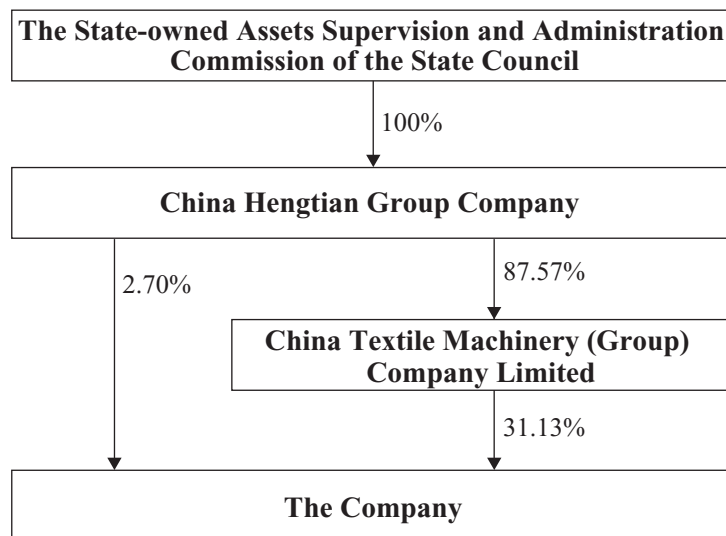 The State-owned Assets Supervision and Administration
Commission of the State Council
100%
China Hengtian Group Company
2.70%
87.57%
China Textile Machinery (Group)
Company Limited
31.13%
The Company